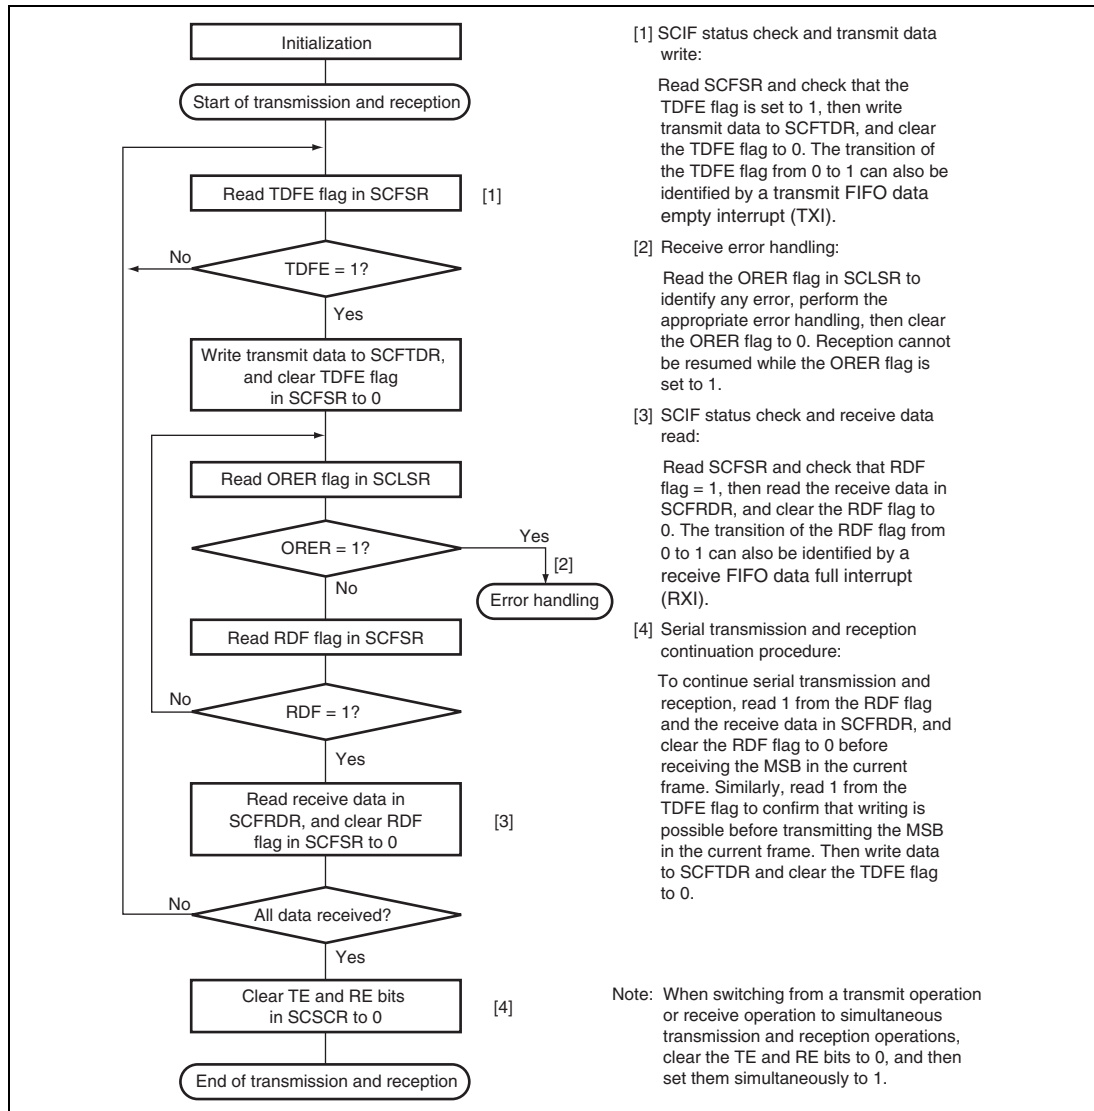 Initialization
Start of transmission and reception
Read TDFE flag in SCFSR
[1]
No
TDFE = 1?
Yes
Write transmit data to SCFTDR,
and clear TDFE flag
in SCFSR to 0
Read ORER flag in SCLSR
ORER = 1?
Yes
[2]
No
Error handling
Read RDF flag in SCFSR
No
RDF = 1?
Yes
Read receive data in
SCFRDR, and clear RDF
flag in SCFSR to 0
[3]
No
All data received?
Yes
Clear TE and RE bits
in SCSCR to 0
[4]
End of transmission and reception
[1] SCIF status check and transmit data
write:
Read SCFSR and check that the
TDFE flag is set to 1, then write
transmit data to SCFTDR, and clear
the TDFE flag to 0. The transition of
the TDFE flag from 0 to 1 can also be
identified by a transmit FIFO data
empty interrupt (TXI).
[2] Receive error handling:
Read the ORER flag in SCLSR to
identify any error, perform the
appropriate error handling, then clear
the ORER flag to 0. Reception cannot
be resumed while the ORER flag is
set to 1.
[3] SCIF status check and receive data
read:
Read SCFSR and check that RDF
flag = 1, then read the receive data in
SCFRDR, and clear the RDF flag to
0. The transition of the RDF flag from
0 to 1 can also be identified by a
receive FIFO data full interrupt
(RXI).
[4] Serial transmission and reception
continuation procedure:
To continue serial transmission and
reception, read 1 from the RDF flag
and the receive data in SCFRDR, and
clear the RDF flag to 0 before
receiving the MSB in the current
frame. Similarly, read 1 from the
TDFE flag to confirm that writing is
possible before transmitting the MSB
in the current frame. Then write data
to SCFTDR and clear the TDFE flag
to 0.
Note: When switching from a transmit operation
or receive operation to simultaneous
transmission and reception operations,
clear the TE and RE bits to 0, and then
set them simultaneously to 1.